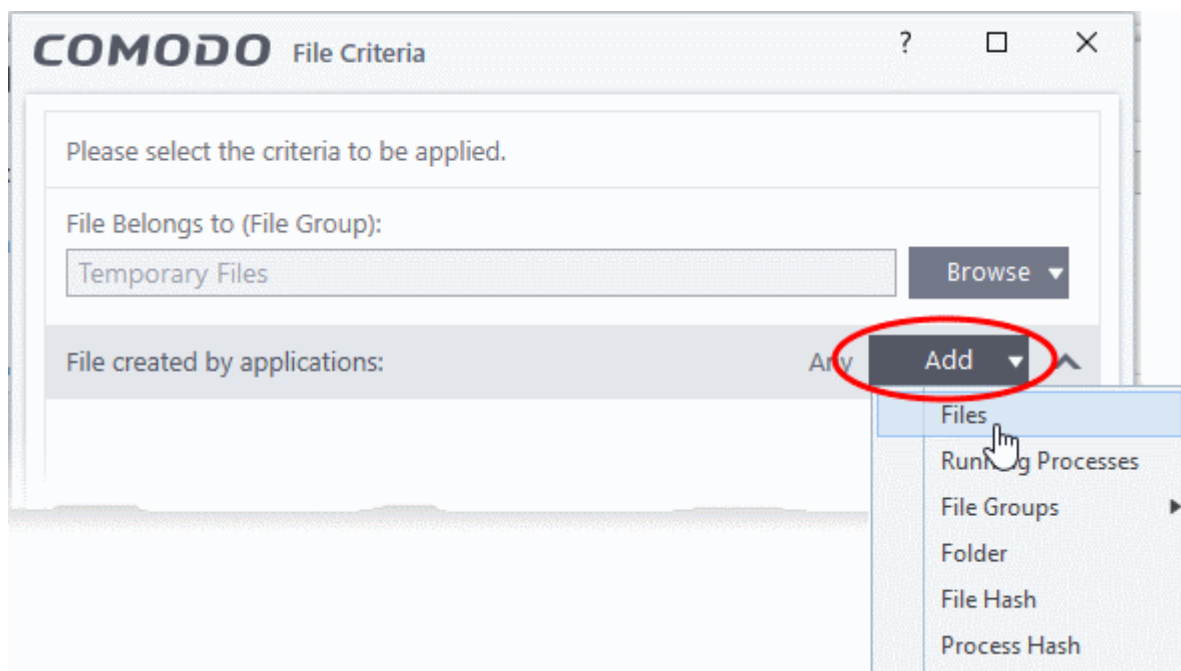 COMODO File Criteria ?
Please select the criteria to be applied.
File Belongs to (File Group):
Temporary Files Browse
File created by applications: Any Add
Files
Running Processes
File Groups
Folder
File Hash
Process Hash